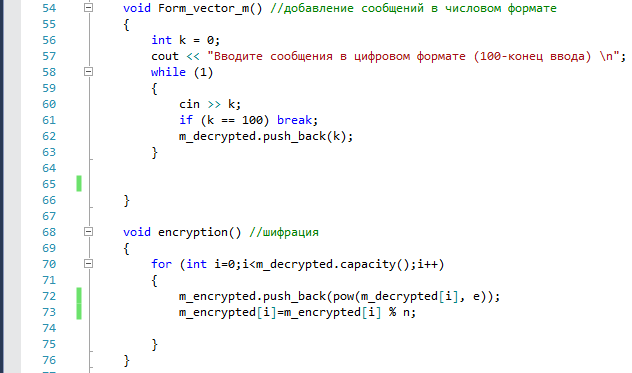 54 void Form_vector_m() //добавление сообщений в числовом формате
55 {
56 int k = 0;
57 cout << "Вводите сообщения в цифровом формате (100-конец ввода) \n";
58 while (1)
59 {
60 cin >> k;
61 if (k == 100) break;
62 m_decrypted.push_back(k);
63 }
64
65
66 }
67
68 void encryption() //шифрация
69 {
70 for (int i=0;i<m_decrypted.capacity();i++)
71 {
72 m_encrypted.push_back(pow(m_decrypted[i], e));
73 m_encrypted[i]=m_encrypted[i] % n;
74
75 }
76 }